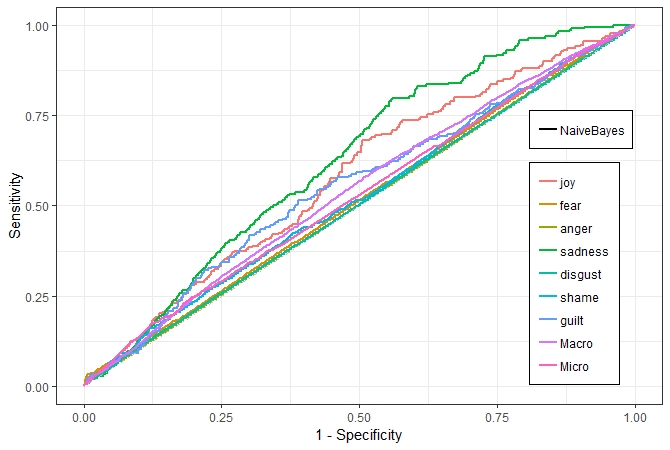 1.00
0.75
0.50
0.25
0.00
Sensitivity
NaiveBayes
joy
fear
anger
sadness
disgust
shame
guilt
Macro
Micro
0.00 0.25 0.50 0.75 1.00
1 - Specificity